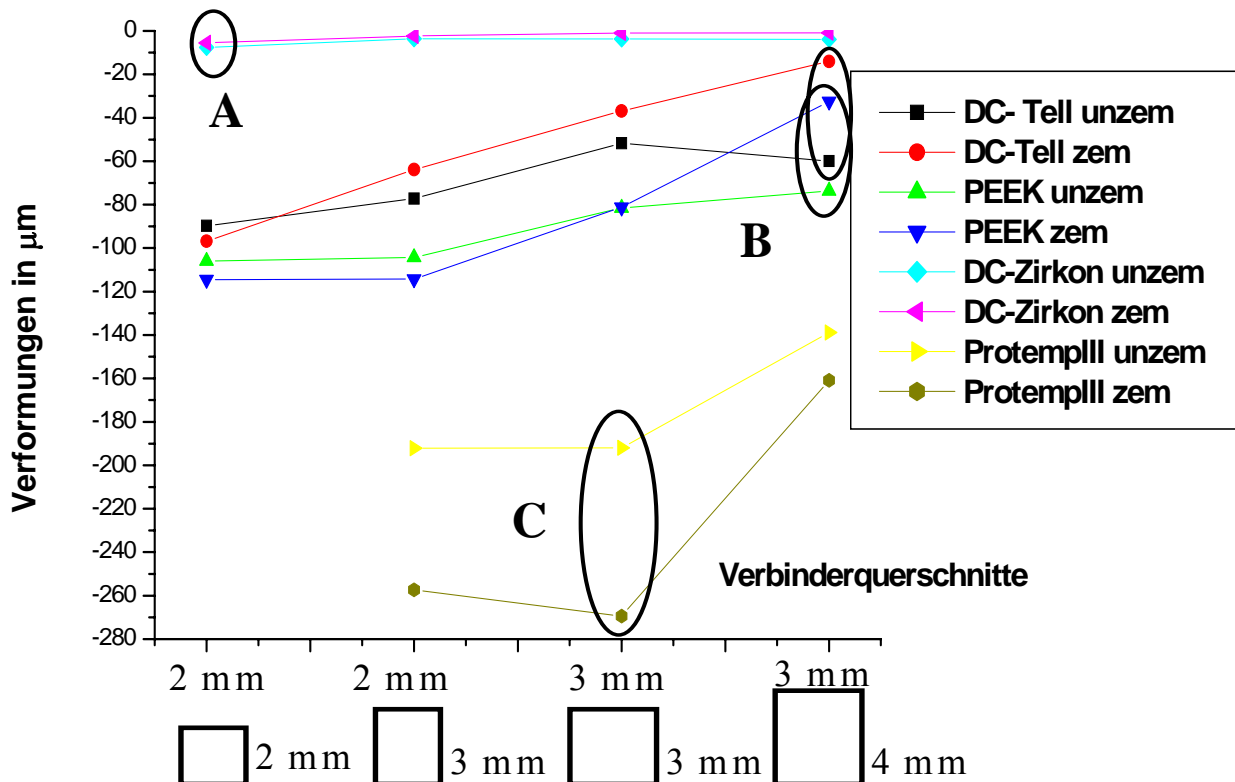 0
-20
-40
-60
-80
-100
-120
-140
-160
-180
-200
-220
-240
-260
-280
Verformungen in µm
A
B
C
DC- Tell unzem
DC-Tell zem
PEEK unzem
PEEK zem
DC-Zirkon unzem
DC-Zirkon zem
ProtempIII unzem
ProtempIII zem
Verbinderquerschnitte
2 mm 2 mm 3 mm 3 mm
2 mm 3 mm 3 mm 4 mm